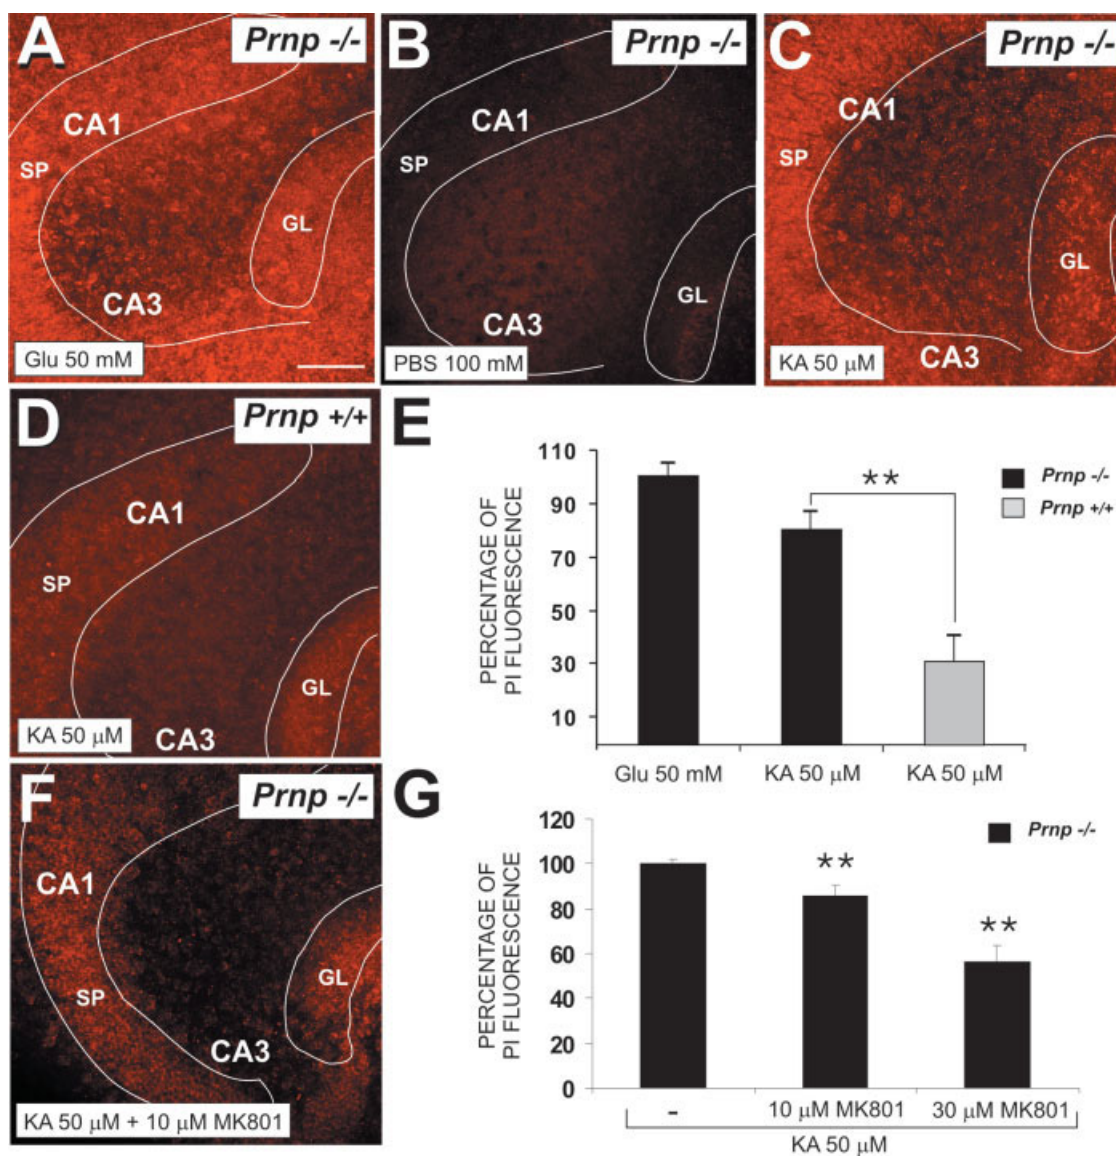 A
Prnp -/-
CA1
SP
GL
CA3
Glu 50 mM
B
Prnp -/-
CA1
SP
GL
CA3
PBS 100 mM
C
Prnp -/-
CA1
SP
GL
CA3
KA 50 μM
D
Prnp +/+
CA1
SP
GL
CA3
KA 50 μM
E
PERCENTAGE OF
PI FLUORESCENCE
110
90
70
50
30
10
**
Prnp -/-
Prnp +/+
Glu 50 mM
KA 50 μM
KA 50 μM
F
Prnp -/-
CA1
SP
GL
CA3
KA 50 μM + 10 μM MK801
G
PERCENTAGE OF
PI FLUORESCENCE
120
100
80
60
40
20
0
**
**
Prnp -/-
-
10 μM MK801
30 μM MK801
KA 50 μM